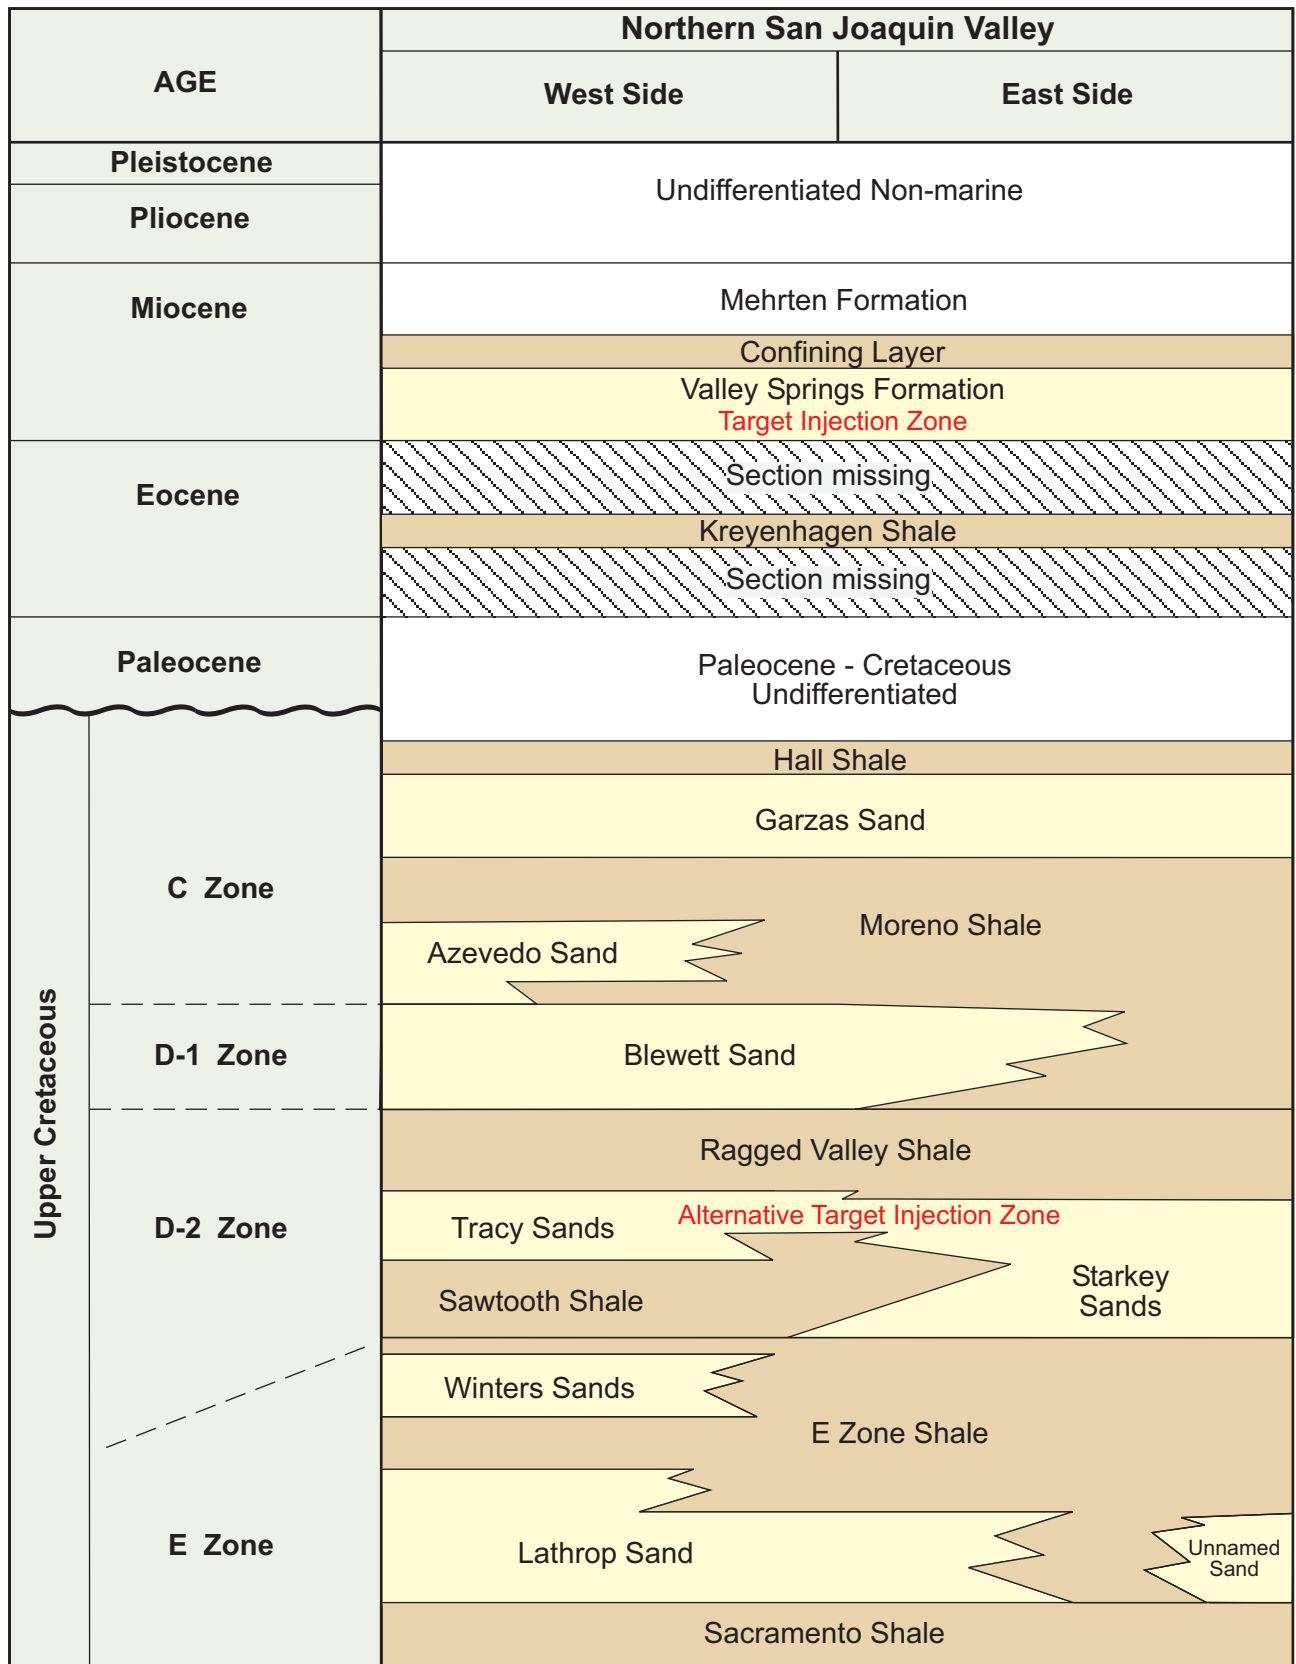 AGE
Northern San Joaquin Valley
West Side
East Side
Pleistocene
Pliocene
Undifferentiated Non-marine
Miocene
Mehrten Formation
Confining Layer
Valley Springs Formation
Target Injection Zone
Eocene
Section missing
Kreyenhagen Shale
Section missing
Paleocene
Paleocene - Cretaceous
Undifferentiated
Upper Cretaceous
Hall Shale
Garzas Sand
C Zone
Moreno Shale
Azevedo Sand
D-1 Zone
Blewett Sand
D-2 Zone
Ragged Valley Shale
Alternative Target Injection Zone
Tracy Sands
Sawtooth Shale
Starkey
Sands
Winters Sands
E Zone Shale
E Zone
Lathrop Sand
Unnamed
Sand
Sacramento Shale